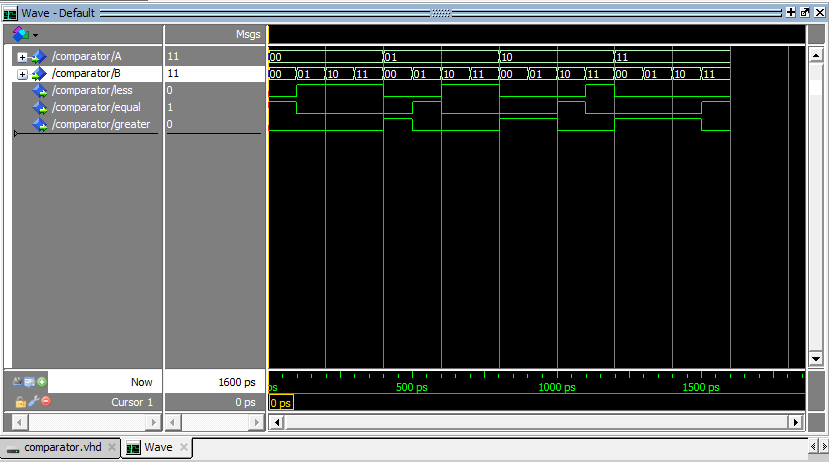 Wave - Default
Msgs
/comparator/A 11 00 01 10 11
/comparator/B 11 00 01 10 11 00 01 10 11 00 01 10 11 00 01 10 11
/comparator/less 0
/comparator/equal 1
/comparator/greater 0
Now 1600 ps ps 500 ps 1000 ps 1500 ps
Cursor 1 0 ps 0 ps
comparator.vhd Wave